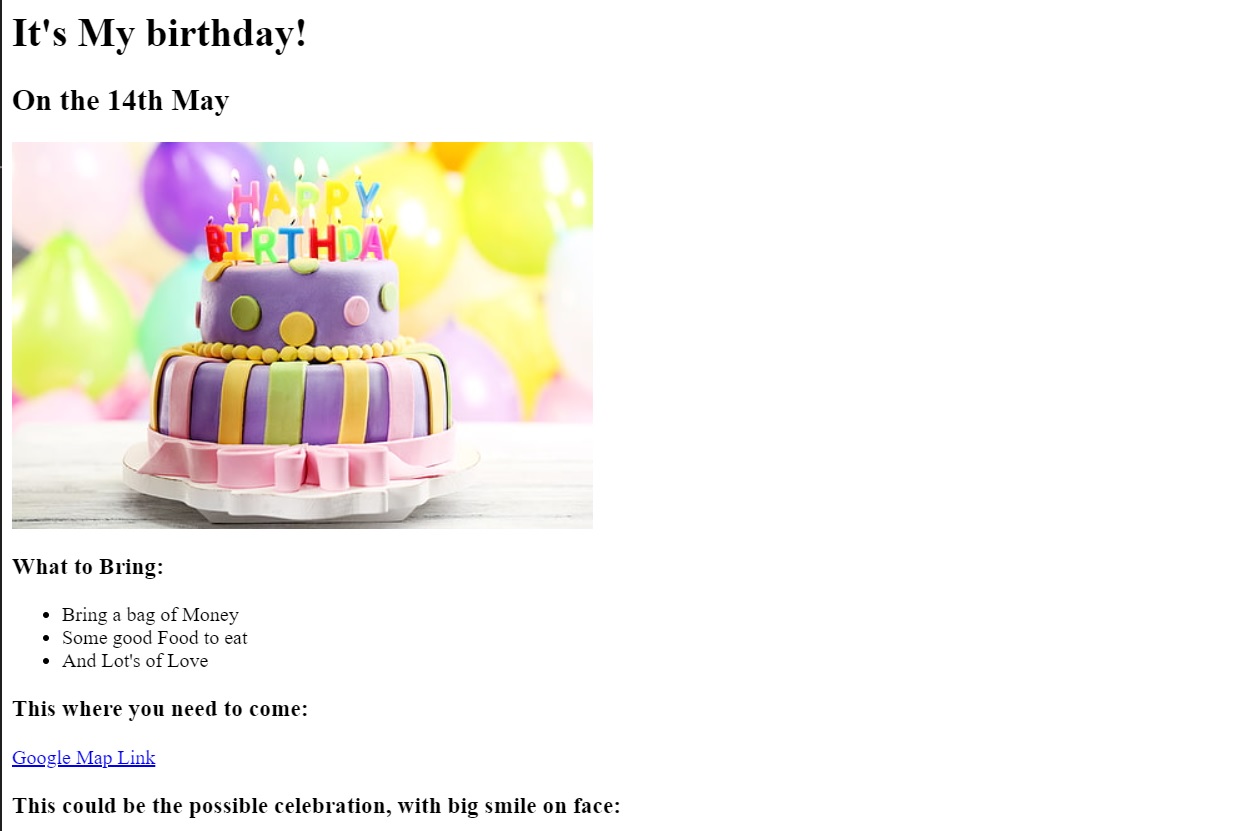 It's My birthday!
On the 14th May
HAPPY
BIRTHDAY
What to Bring:
Bring a bag of Money
Some good Food to eat
And Lot's of Love
This where you need to come:
Google Map Link
This could be the possible celebration, with big smile on face: